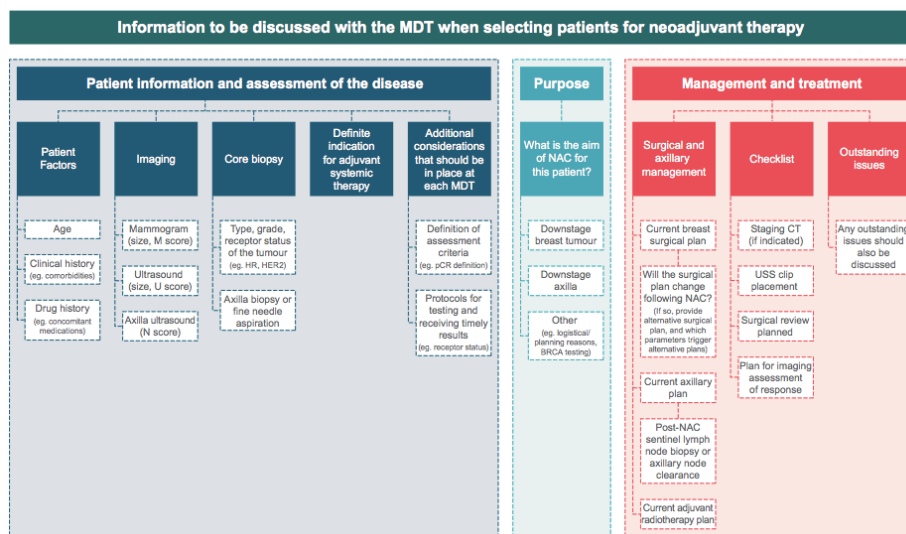 Information to be discussed with the MDT when selecting patients for neoadjuvant therapy
Patient Information and assessment of the disease
Patient
Factors
Age
Clinical history
(eg. comorbidities)
Drug history
(eg. concomitant
medications)
Imaging
Mammogram
(size, M score)
Ultrasound
(size, U score)
Axilla ultrasound
(N score)
Core biopsy
Type, grade,
receptor status
of the tumour
(eg. HR, HER2)
Axilla biopsy or
fine needle
aspiration
Definite
indication
for adjuvant
systemic
therapy
Additional
considerations
that should be
in place at
each MDT
Definition of
assessment
criteria
(eg. pCR definition)
Protocols for
testing and
receiving timely
results
(eg. receptor status)
Purpose
What is the aim
of NAC for
this patient?
Downstage
breast tumour
Downstage
axilla
Other
(eg. logistical/
planning reasons,
BRCA testing)
Management and treatment
Surgical and
axillary
management
Current breast
surgical plan
Will the surgical
plan change
following NAC?
(If so, provide
alternative surgical
plan, and which
parameters trigger
alternative plans)
Current axillary
plan
Post-NAC
sentinel lymph
node biopsy or
axillary node
clearance
Current adjuvant
radiotherapy plan
Checklist
Staging CT
(if indicated)
USS clip
placement
Surgical review
planned
Plan for imaging
assessment
of response
Outstanding
issues
Any outstanding
issues should
also be
discussed